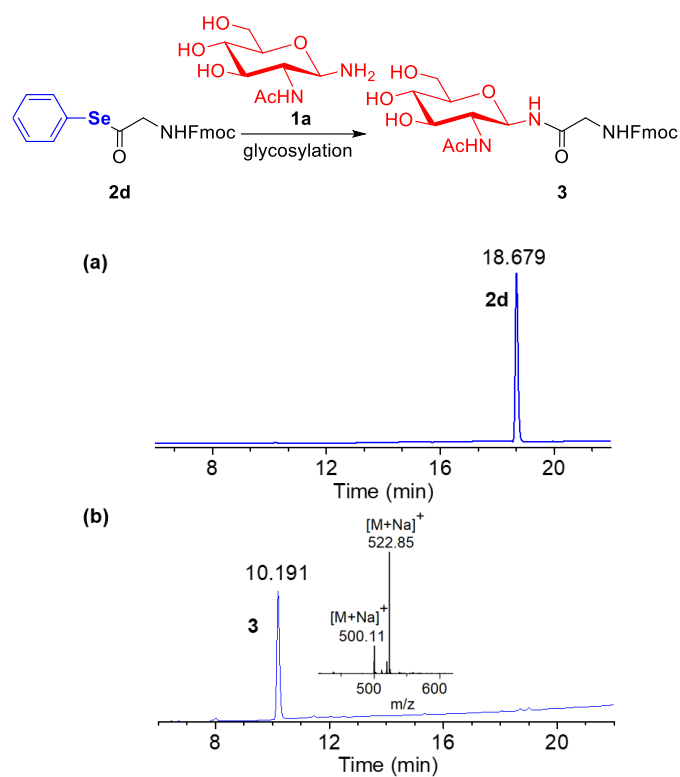 HO
HO
O
HO
NH₂
AcHN
1a
Se
NHFmoc
O
glycosylation
2d
HO
HO
O
HO
H
N
AcHN
O
NHFmoc
3
(a)
18.679
2d
8 12 16 20
Time (min)
(b)
[M+Na]⁺
522.85
10.191
[M+Na]⁺
3
500.11
500 600
m/z
8 12 16 20
Time (min)